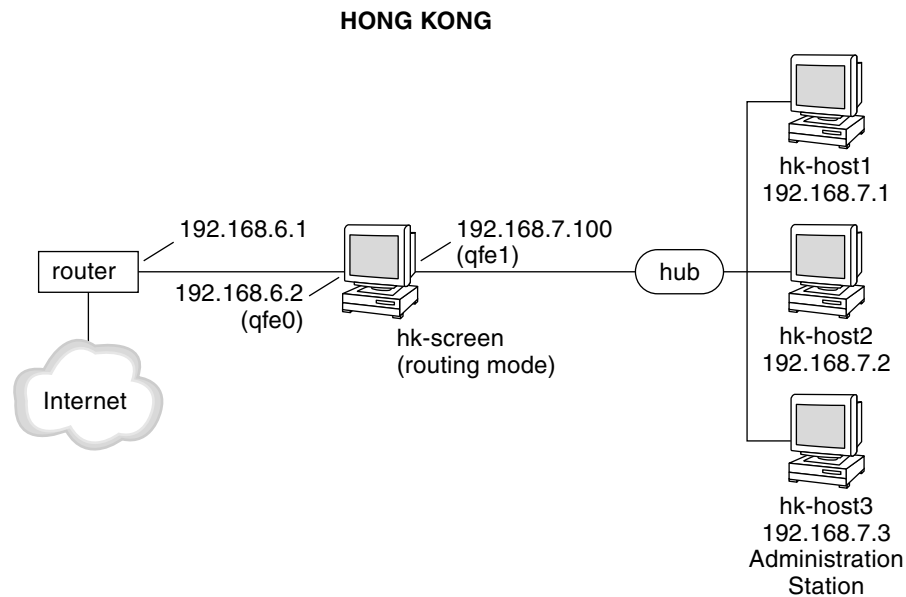 HONG KONG
hk-host1
192.168.7.1
192.168.6.1
192.168.7.100
(qfe1)
router
hub
192.168.6.2
(qfe0)
hk-screen
(routing mode)
hk-host2
192.168.7.2
Internet
hk-host3
192.168.7.3
Administration
Station